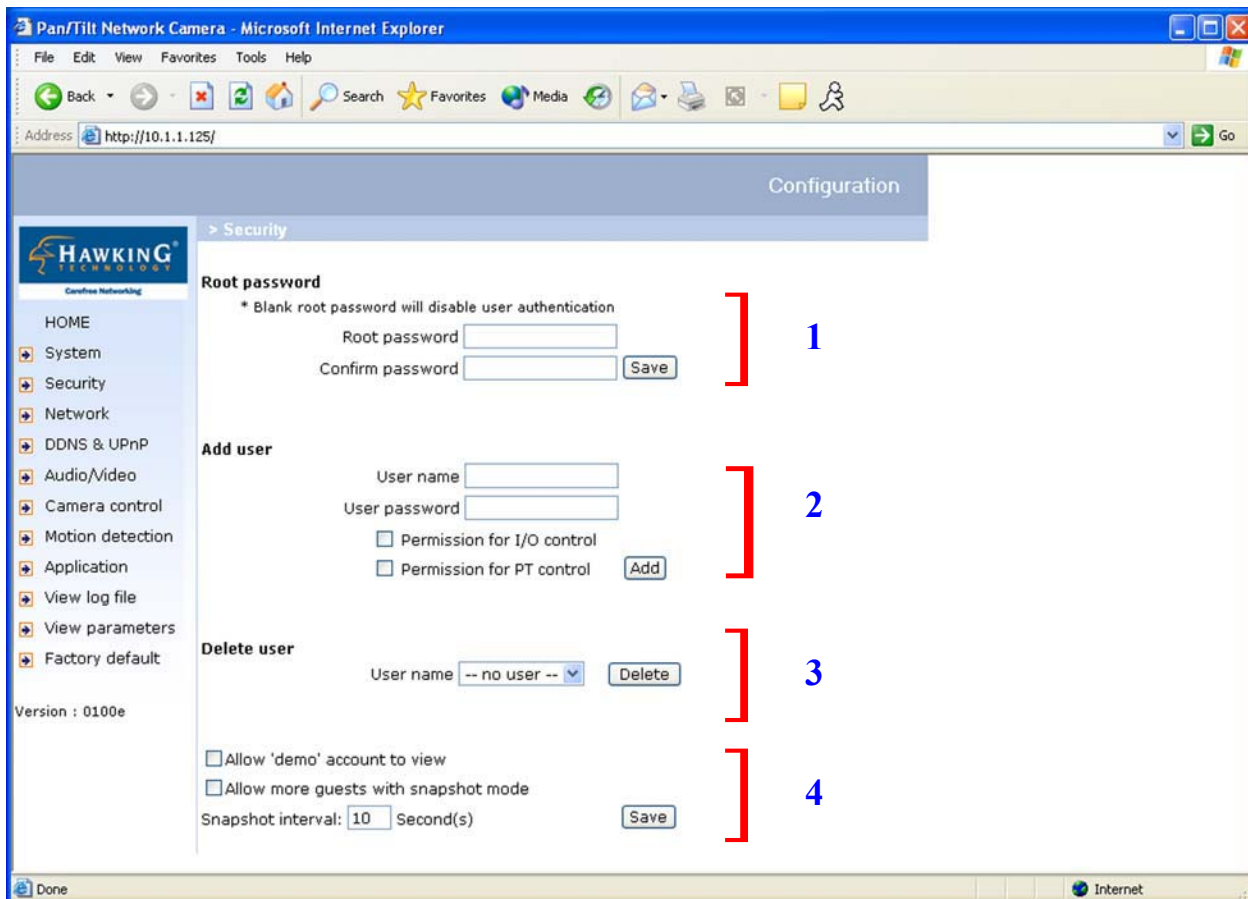 Pan/Tilt Network Camera - Microsoft Internet Explorer
File Edit View Favorites Tools Help
Back Search Favorites Media
Address http://10.1.1.125/ Go
Configuration
> Security
HAWKING®
TECHNOLOGY
Carefree Networking
HOME
System
Security
Network
DDNS & UPnP
Audio/Video
Camera control
Motion detection
Application
View log file
View parameters
Factory default
Version : 0100e
Root password
* Blank root password will disable user authentication
Root password
Confirm password Save
1
Add user
User name
User password
Permission for I/O control
Permission for PT control Add
2
Delete user
User name -- no user -- Delete
3
Allow 'demo' account to view
Allow more guests with snapshot mode
Snapshot interval: 10 Second(s) Save
4
Done Internet